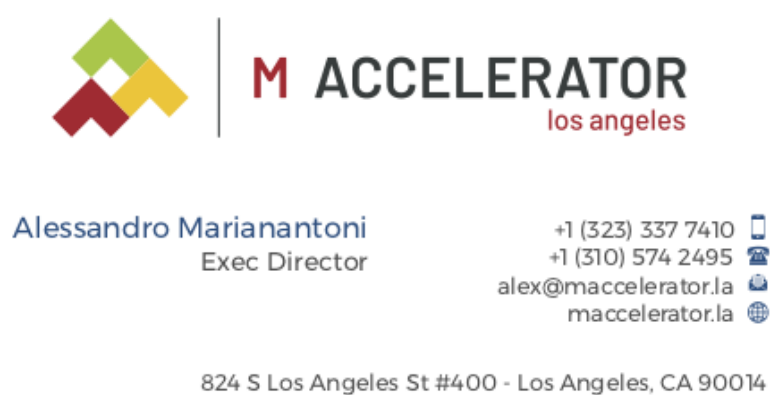 M ACCELERATOR
los angeles
Alessandro Marianantoni
Exec Director
+1 (323) 337 7410
+1 (310) 574 2495
alex@maccelerator.la
maccelerator.la
824 S Los Angeles St #400 - Los Angeles, CA 90014